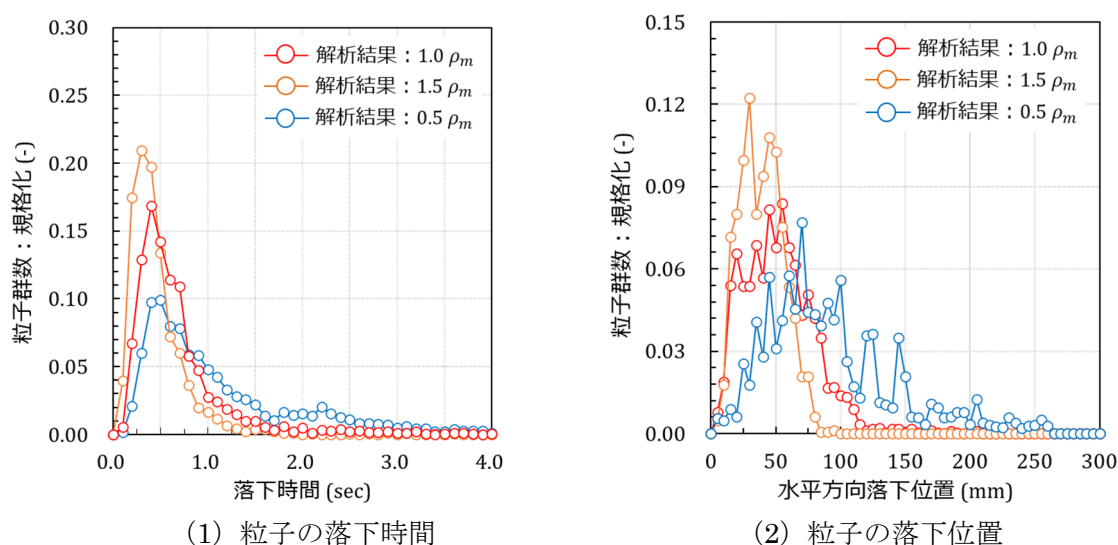 0.30
0.25
0.20
0.15
0.10
0.05
0.00
粒子群数:規格化 (-)
解析結果:1.0 ρm
解析結果:1.5 ρm
解析結果:0.5 ρm
0.0 1.0 2.0 3.0 4.0
落下時間 (sec)
(1) 粒子の落下時間
0.15
0.12
0.09
0.06
0.03
0.00
粒子群数:規格化 (-)
解析結果:1.0 ρm
解析結果:1.5 ρm
解析結果:0.5 ρm
0 50 100 150 200 250 300
水平方向落下位置 (mm)
(2) 粒子の落下位置